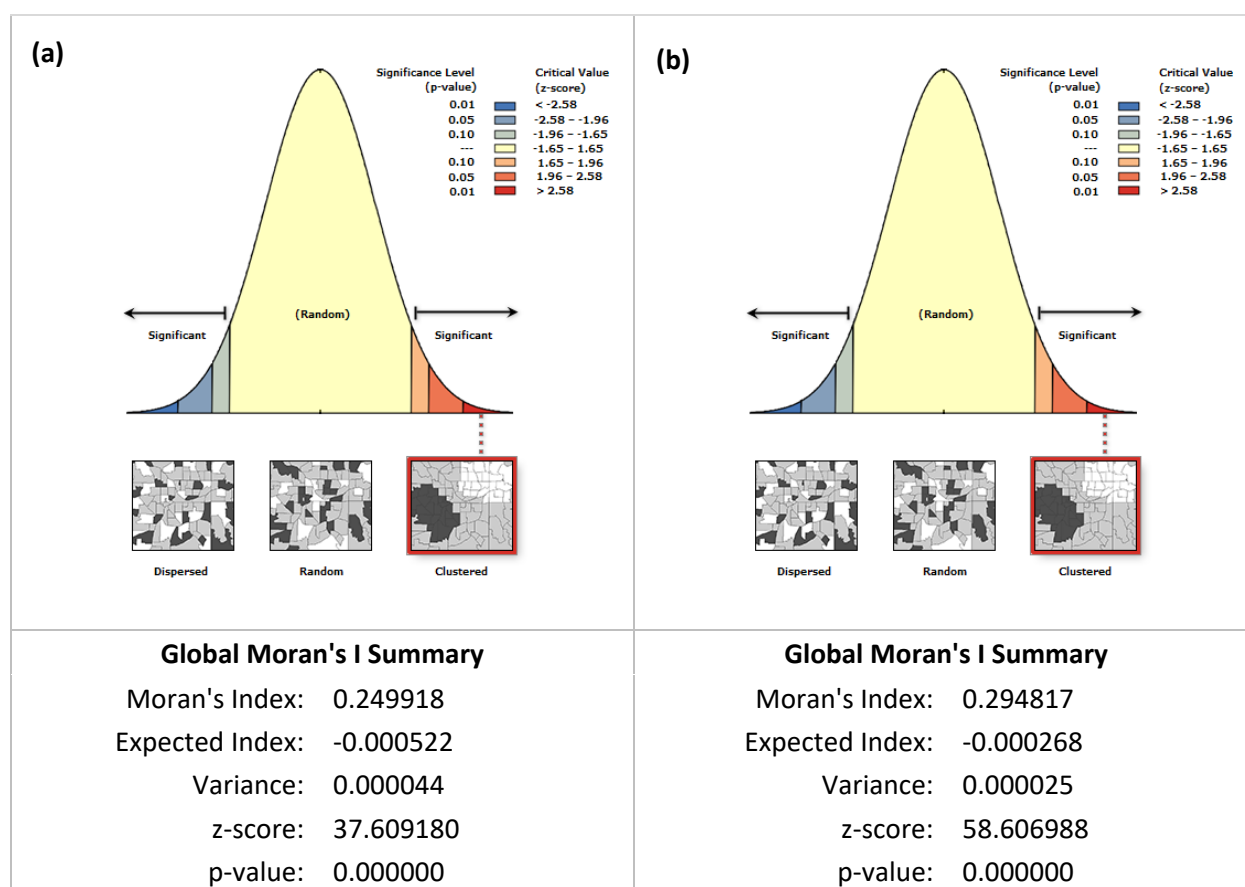 (a)
Significance Level
(p-value)
Critical Value
(z-score)
0.01 < -2.58
0.05 -2.58 – -1.96
0.10 -1.96 – -1.65
--- -1.65 – 1.65
0.10 1.65 – 1.96
0.05 1.96 – 2.58
0.01 > 2.58
(Random)
Significant
Significant
Dispersed
Random
Clustered
(b)
Significance Level
(p-value)
Critical Value
(z-score)
0.01 < -2.58
0.05 -2.58 – -1.96
0.10 -1.96 – -1.65
--- -1.65 – 1.65
0.10 1.65 – 1.96
0.05 1.96 – 2.58
0.01 > 2.58
(Random)
Significant
Significant
Dispersed
Random
Clustered
Global Moran's I Summary
Moran's Index: 0.249918
Expected Index: -0.000522
Variance: 0.000044
z-score: 37.609180
p-value: 0.000000
Global Moran's I Summary
Moran's Index: 0.294817
Expected Index: -0.000268
Variance: 0.000025
z-score: 58.606988
p-value: 0.000000